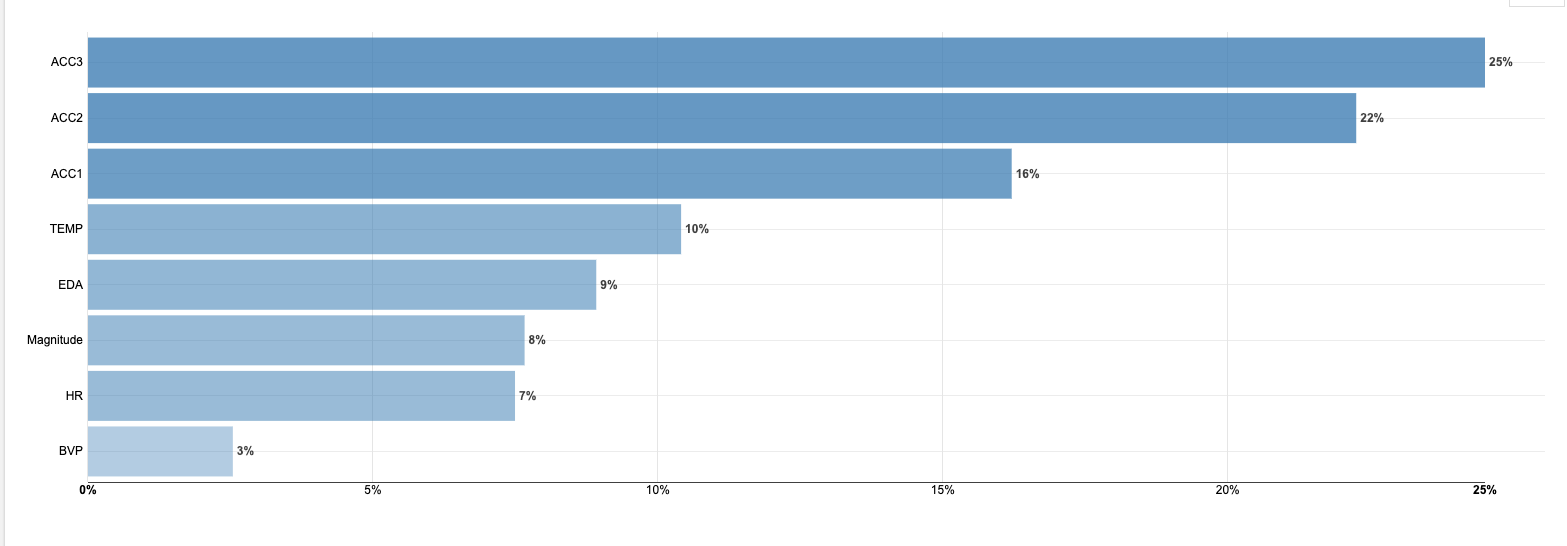 ACC3 25%
ACC2 22%
ACC1 16%
TEMP 10%
EDA 9%
Magnitude 8%
HR 7%
BVP 3%
0% 5% 10% 15% 20% 25%